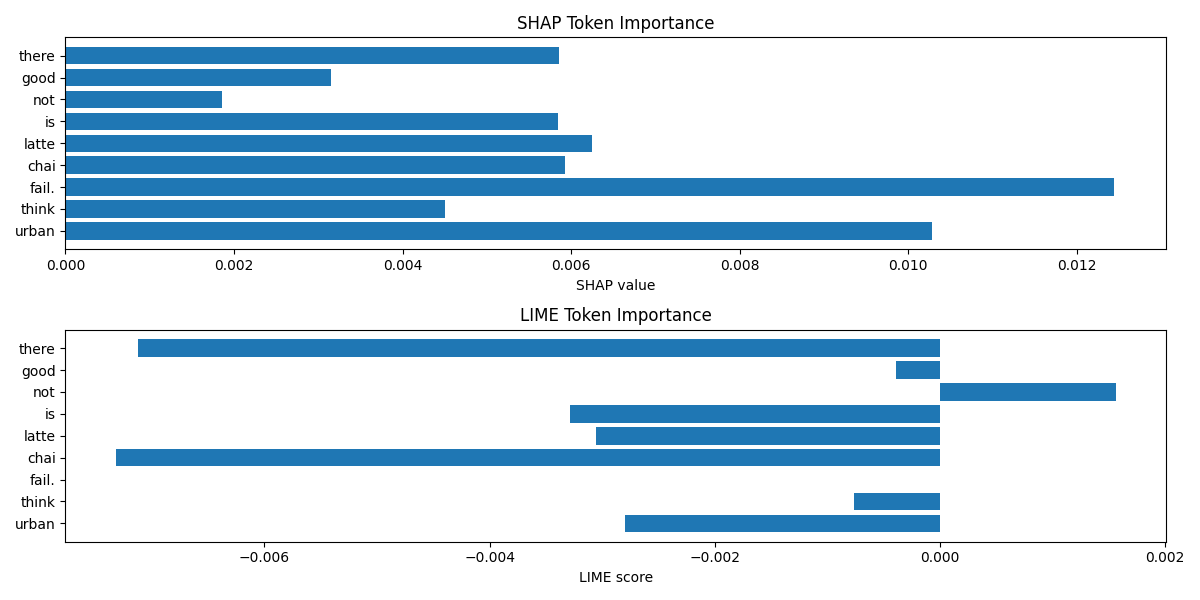 SHAP Token Importance
there
good
not
is
latte
chai
fail.
think
urban
0.000 0.002 0.004 0.006 0.008 0.010 0.012
SHAP value
LIME Token Importance
there
good
not
is
latte
chai
fail.
think
urban
−0.006 −0.004 −0.002 0.000 0.002
LIME score